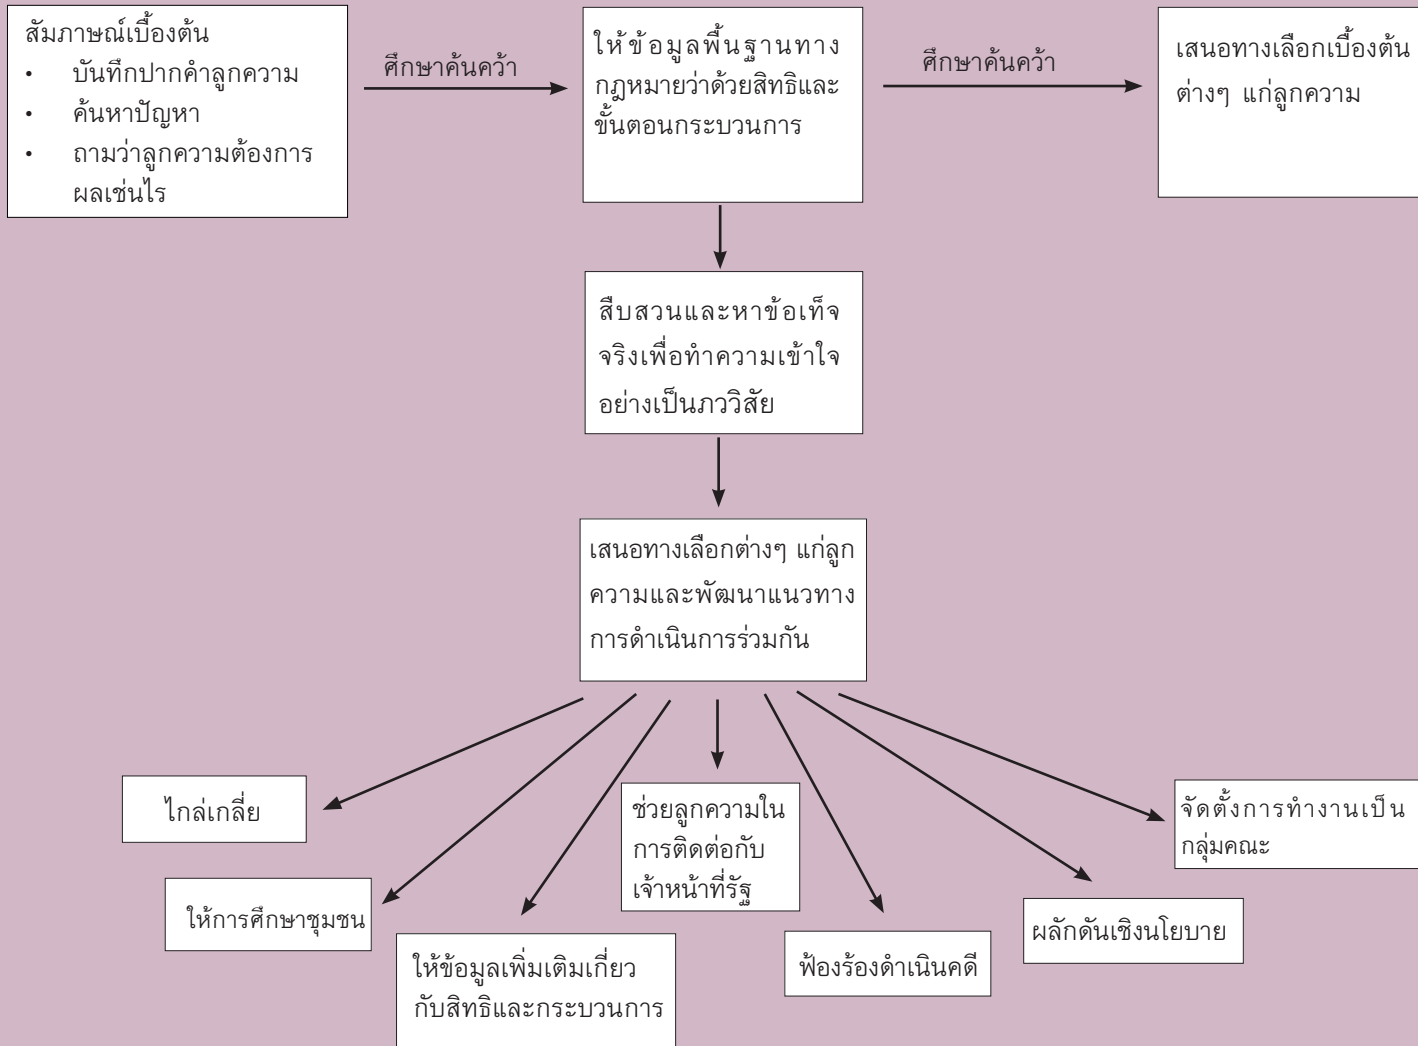 สัมภาษณ์เบื้องต้น
• บันทึกปากคำลูกความ
• ค้นหาปัญหา
• ถามว่าลูกความต้องการ
ผลเช่นไร
ศึกษาค้นคว้า
ให้ข้อมูลพื้นฐานทาง
กฎหมายว่าด้วยสิทธิและ
ขั้นตอนกระบวนการ
ศึกษาค้นคว้า
เสนอทางเลือกเบื้องต้น
ต่างๆ แก่ลูกความ
สืบสวนและหาข้อเท็จ
จริงเพื่อทำความเข้าใจ
อย่างเป็นภววิสัย
เสนอทางเลือกต่างๆ แก่ลูก
ความและพัฒนาแนวทาง
การดำเนินการร่วมกัน
ไกล่เกลี่ย
ให้การศึกษาชุมชน
ให้ข้อมูลเพิ่มเติมเกี่ยว
กับสิทธิและกระบวนการ
ช่วยลูกความใน
การติดต่อกับ
เจ้าหน้าที่รัฐ
ฟ้องร้องดำเนินคดี
ผลักดันเชิงนโยบาย
จัดตั้งการทำงานเป็น
กลุ่มคณะ